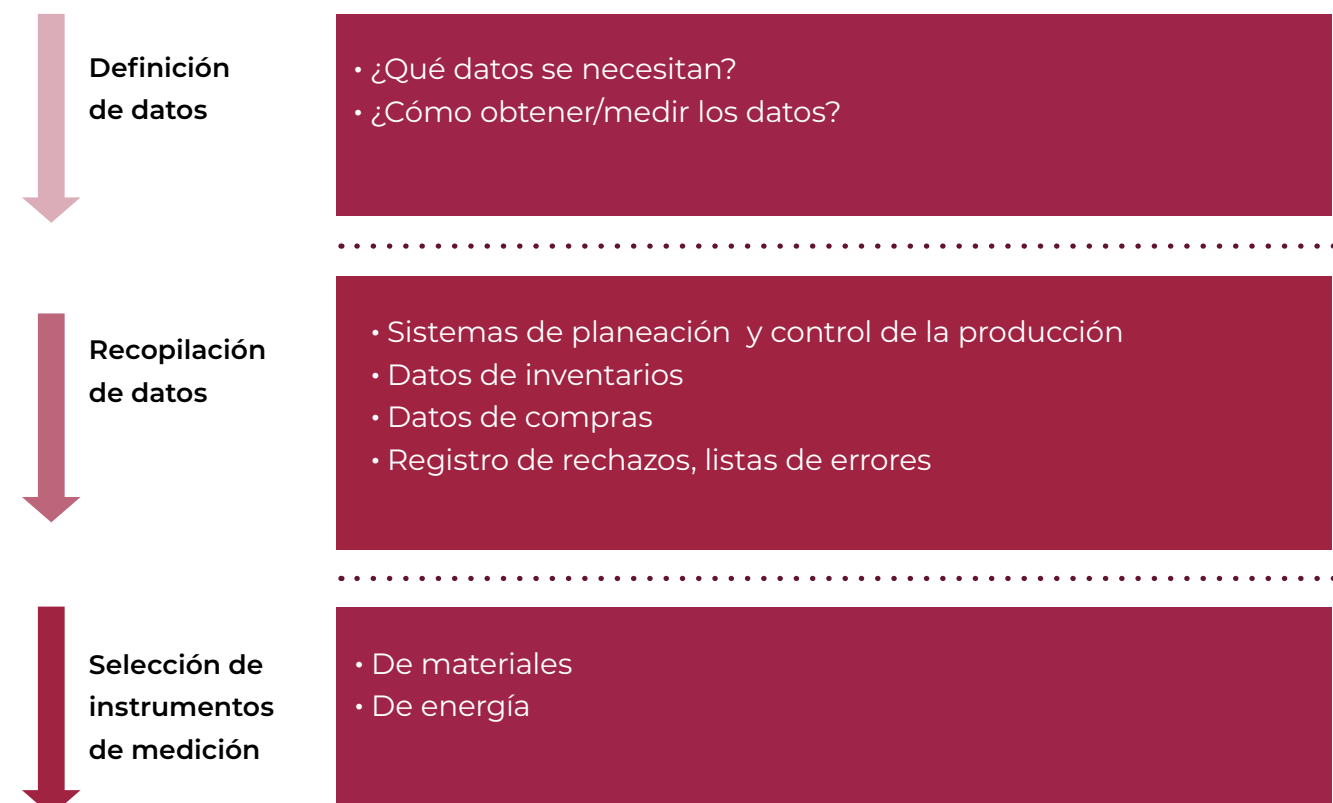 Definición
de datos
• ¿Qué datos se necesitan?
• ¿Cómo obtener/medir los datos?
Recopilación
de datos
• Sistemas de planeación  y control de la producción
• Datos de inventarios
• Datos de compras
• Registro de rechazos, listas de errores
Selección de
instrumentos
de medición
• De materiales
• De energía